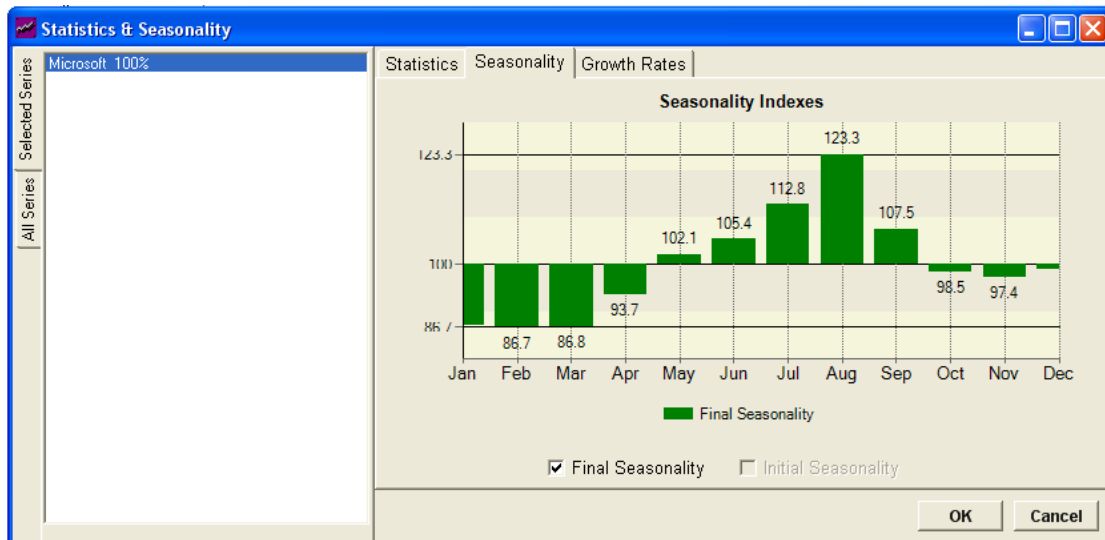 Statistics & Seasonality
Selected Series
All Series
Microsoft 100%
Statistics
Seasonality
Growth Rates
Seasonality Indexes
123.3
100
86.7
86.7
86.8
93.7
102.1
105.4
112.8
123.3
107.5
98.5
97.4
Jan Feb Mar Apr May Jun Jul Aug Sep Oct Nov Dec
Final Seasonality
Final Seasonality
Initial Seasonality
OK
Cancel